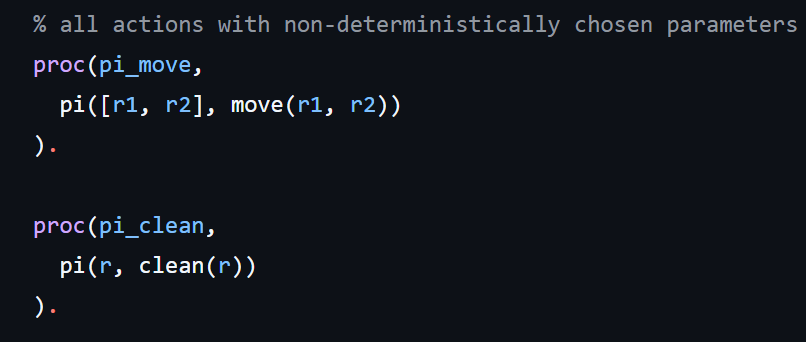 % all actions with non-deterministically chosen parameters
proc(pi_move,
  pi([r1, r2], move(r1, r2))
).
proc(pi_clean,
  pi(r, clean(r))
).